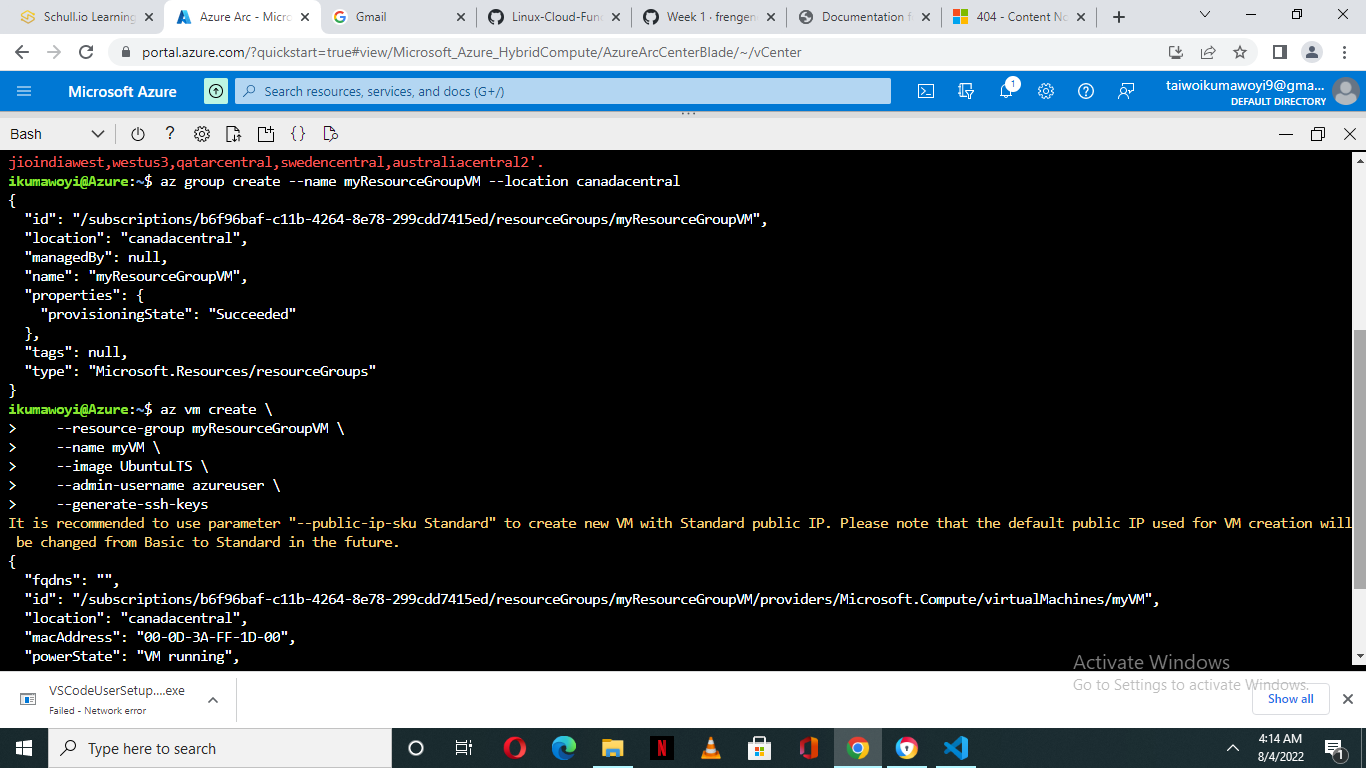 Schull.io Learning
Azure Arc - Micro
Gmail
Linux-Cloud-Fun
Week 1 · frengen
Documentation f
404 - Content No
portal.azure.com/?quickstart=true#view/Microsoft_Azure_HybridCompute/AzureArcCenterBlade/~/vCenter
Microsoft Azure
Search resources, services, and docs (G+/)
1
taiwoikumawoyi9@gma...
DEFAULT DIRECTORY
Bash
jioindiawest,westus3,qatarcentral,swedencentral,australiacentral2'.
ikumawoyi@Azure:~$ az group create --name myResourceGroupVM --location canadacentral
{
"id": "/subscriptions/b6f96baf-c11b-4264-8e78-299cdd7415ed/resourceGroups/myResourceGroupVM",
"location": "canadacentral",
"managedBy": null,
"name": "myResourceGroupVM",
"properties": {
"provisioningState": "Succeeded"
},
"tags": null,
"type": "Microsoft.Resources/resourceGroups"
}
ikumawoyi@Azure:~$ az vm create \
> --resource-group myResourceGroupVM \
> --name myVM \
> --image UbuntuLTS \
> --admin-username azureuser \
> --generate-ssh-keys
It is recommended to use parameter "--public-ip-sku Standard" to create new VM with Standard public IP. Please note that the default public IP used for VM creation will
be changed from Basic to Standard in the future.
{
"fqdns": "",
"id": "/subscriptions/b6f96baf-c11b-4264-8e78-299cdd7415ed/resourceGroups/myResourceGroupVM/providers/Microsoft.Compute/virtualMachines/myVM",
"location": "canadacentral",
"macAddress": "00-0D-3A-FF-1D-00",
"powerState": "VM running",
Activate Windows
Go to Settings to activate Windows.
VSCodeUserSetup....exe
Failed - Network error
Show all
Type here to search
4:14 AM
8/4/2022
1